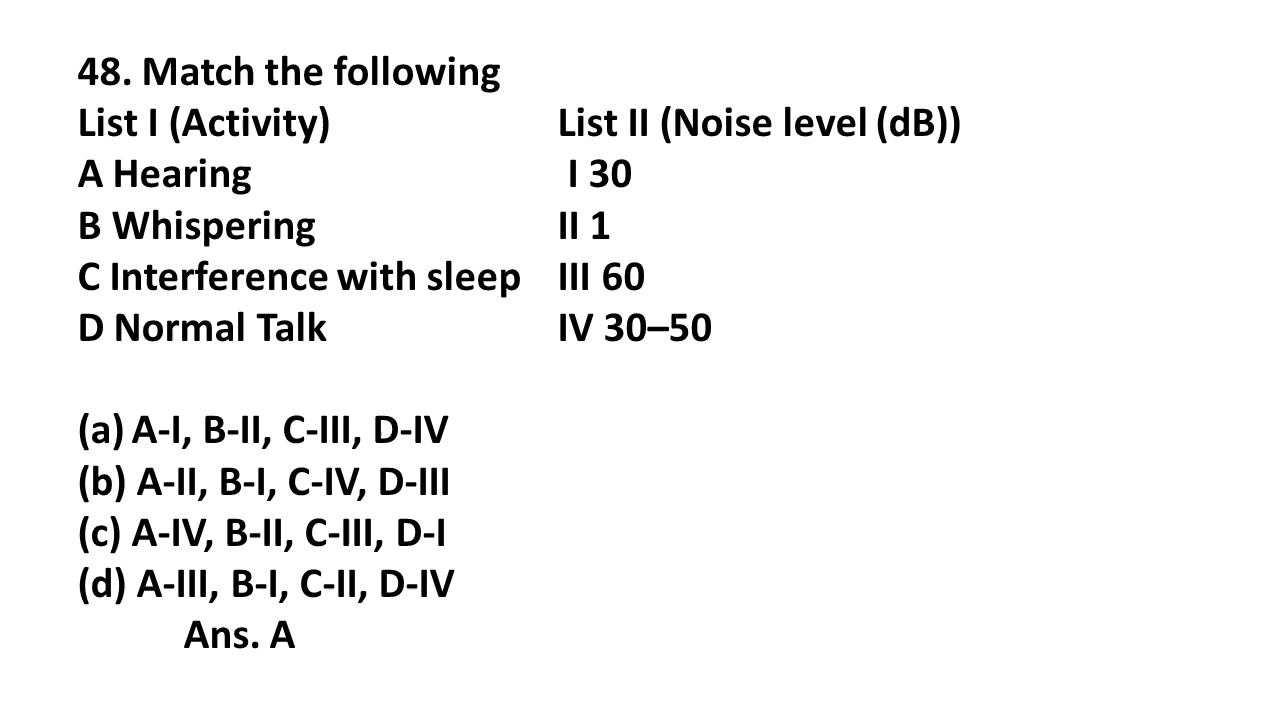 48. Match the following
List I (Activity) List II (Noise level (dB))
A Hearing I 30
B Whispering II 1
C Interference with sleep III 60
D Normal Talk IV 30–50
(a) A-I, B-II, C-III, D-IV
(b) A-II, B-I, C-IV, D-III
(c) A-IV, B-II, C-III, D-I
(d) A-III, B-I, C-II, D-IV
Ans. A